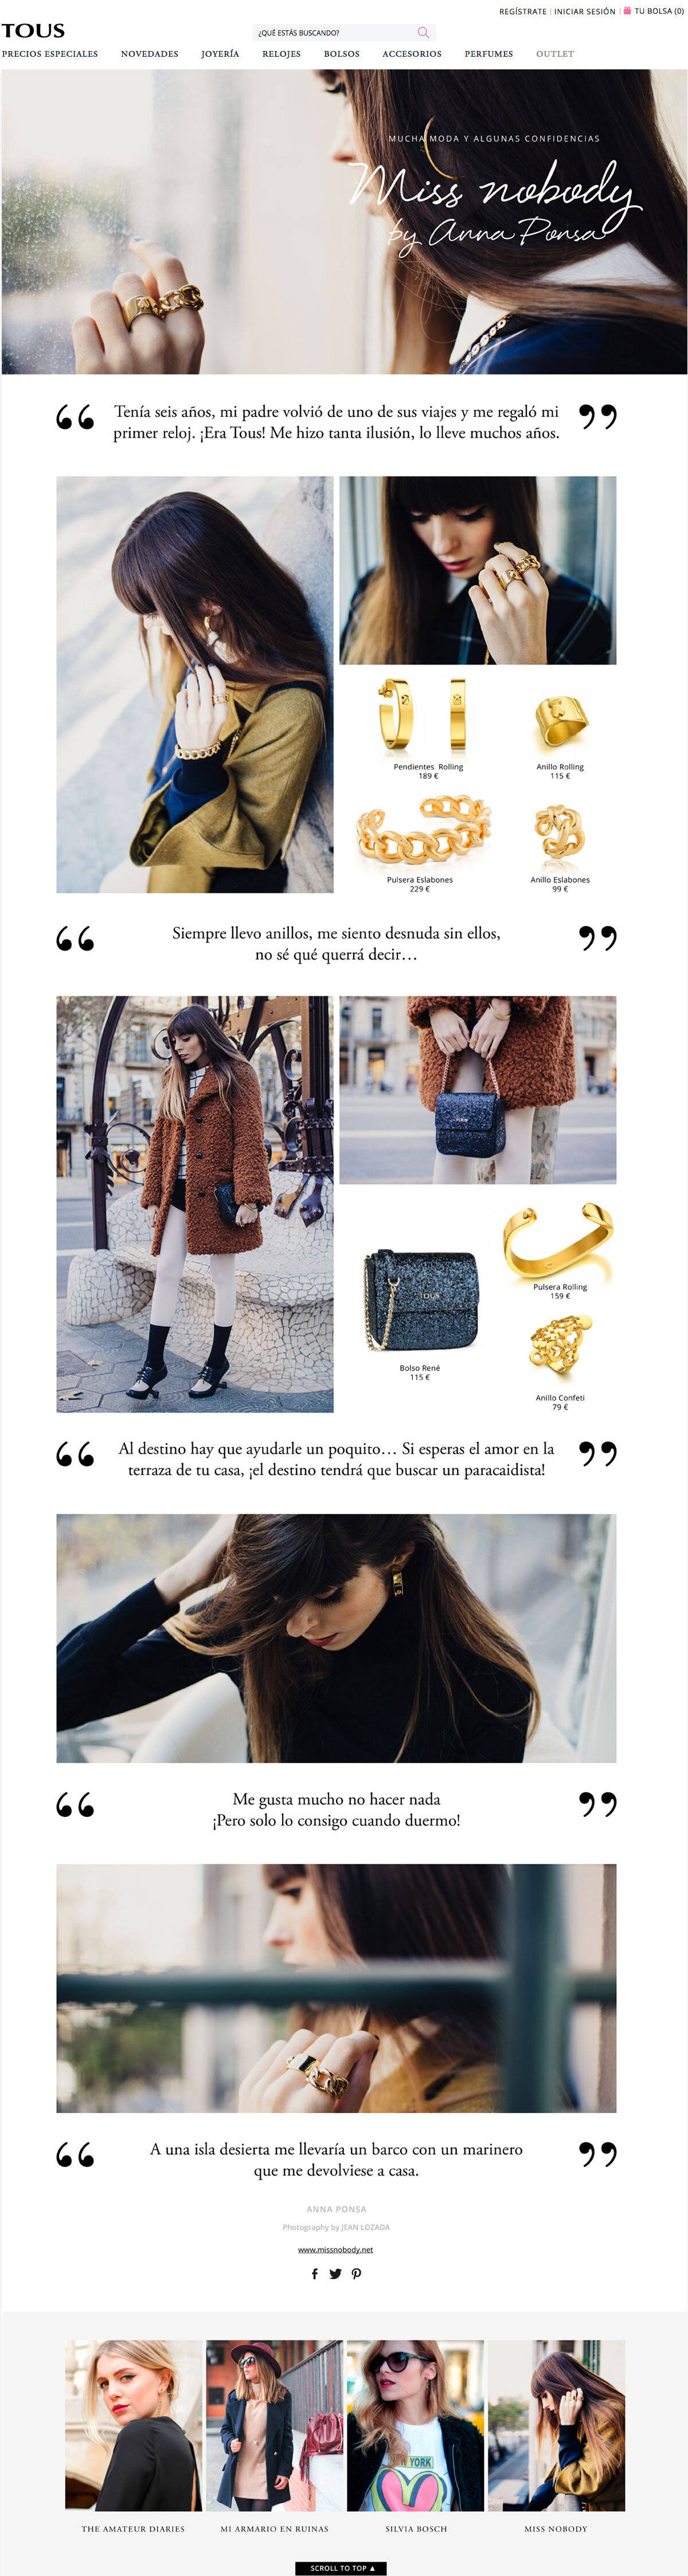 REGÍSTRATE | INICIAR SESIÓN | TU BOLSA (0)
TOUS
¿QUÉ ESTÁS BUSCANDO?
PRECIOS ESPECIALES NOVEDADES JOYERÍA RELOJES BOLSOS ACCESORIOS PERFUMES OUTLET
MUCHA MODA Y ALGUNAS CONFIDENCIAS
Miss nobody
by Anna Ponsa
“ Tenía seis años, mi padre volvió de uno de sus viajes y me regaló mi
primer reloj. ¡Era Tous! Me hizo tanta ilusión, lo lleve muchos años. ”
Pendientes Rolling
189 €
Anillo Rolling
115 €
Pulsera Eslabones
229 €
Anillo Eslabones
99 €
“ Siempre llevo anillos, me siento desnuda sin ellos,
no sé qué querrá decir… ”
Pulsera Rolling
159 €
TOUS
Bolso René
115 €
Anillo Confeti
79 €
“ Al destino hay que ayudarle un poquito… Si esperas el amor en la
terraza de tu casa, ¡el destino tendrá que buscar un paracaidista! ”
“ Me gusta mucho no hacer nada
¡Pero solo lo consigo cuando duermo! ”
“ A una isla desierta me llevaría un barco con un marinero
que me devolviese a casa. ”
ANNA PONSA
Photography by JEAN LOZADA
www.missnobody.net
NEW YORK
THE AMATEUR DIARIES
MI ARMARIO EN RUINAS
SILVIA BOSCH
MISS NOBODY
SCROLL TO TOP ▲